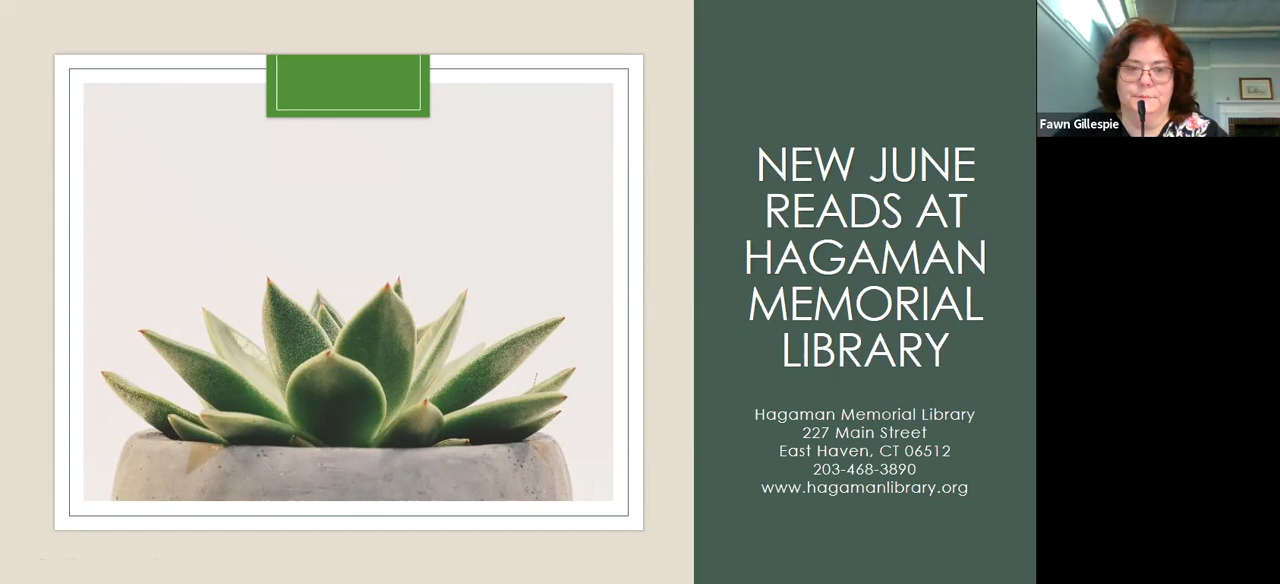 NEW JUNE
READS AT
HAGAMAN
MEMORIAL
LIBRARY
Hagaman Memorial Library
227 Main Street
East Haven, CT 06512
203-468-3890
www.hagamanlibrary.org
Fawn Gillespie